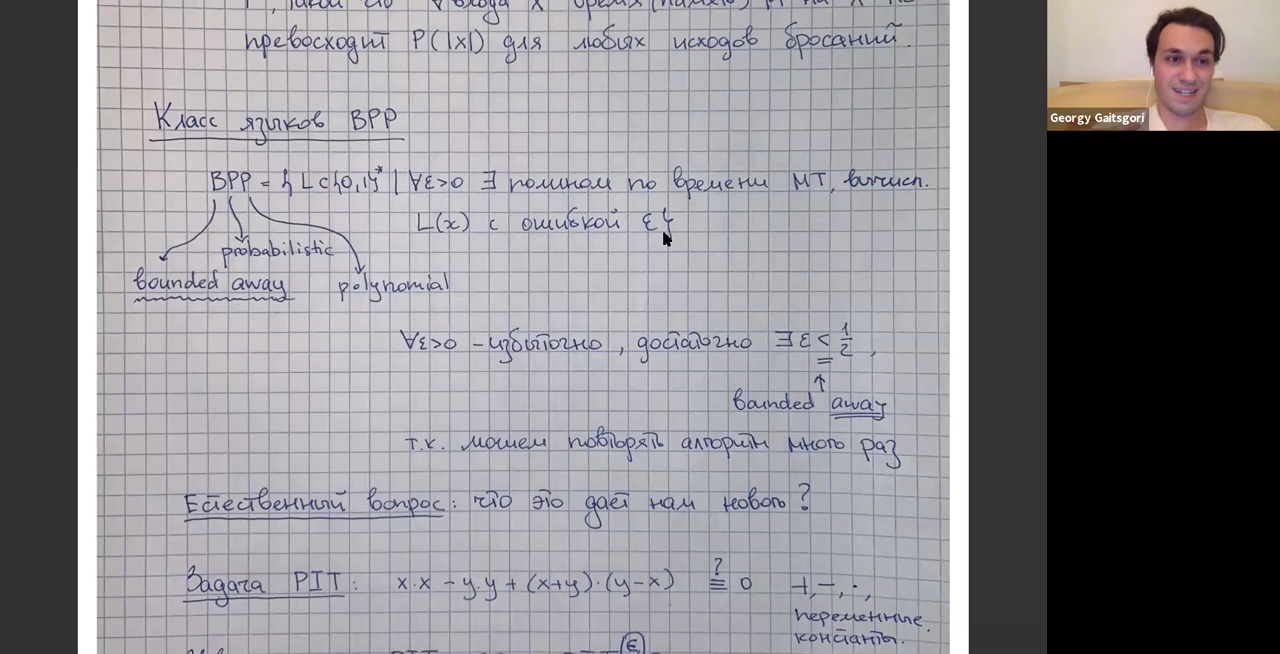 превосходит P(|x|) для любых исходов бросаний.
Georgy Gaitsgori
Класс языков BPP
BPP = { L ⊂ {0,1}* | ∀ε>0 ∃ полином по времени МТ, вычисл.
L(x) с ошибкой ε}
probabilistic
bounded away polynomial
∀ε>0 - избыточно, достаточно ∃ε < 1/2,
↑
bounded away
т.к. можем повторять алгоритм много раз
Естественный вопрос: что это даёт нам нового?
Задача PIT: x·x - y·y + (x+y)·(y-x) ≡? 0 +, -, ·,
переменные.
константы.